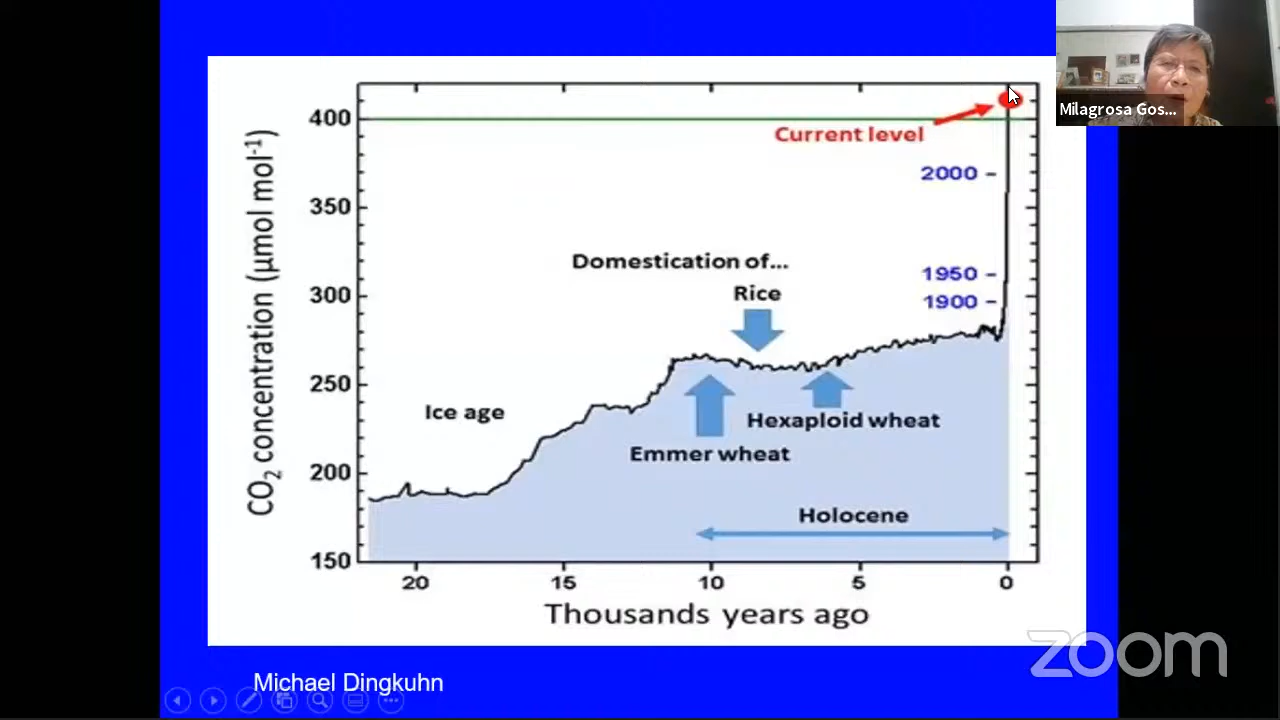 Milagrosa Gos...
400
350
300
250
200
150
CO2 concentration (µmol mol-1)
Current level
2000 -
1950 -
1900 -
Domestication of...
Rice
Ice age
Hexaploid wheat
Emmer wheat
Holocene
20 15 10 5 0
Thousands years ago
zoom
Michael Dingkuhn